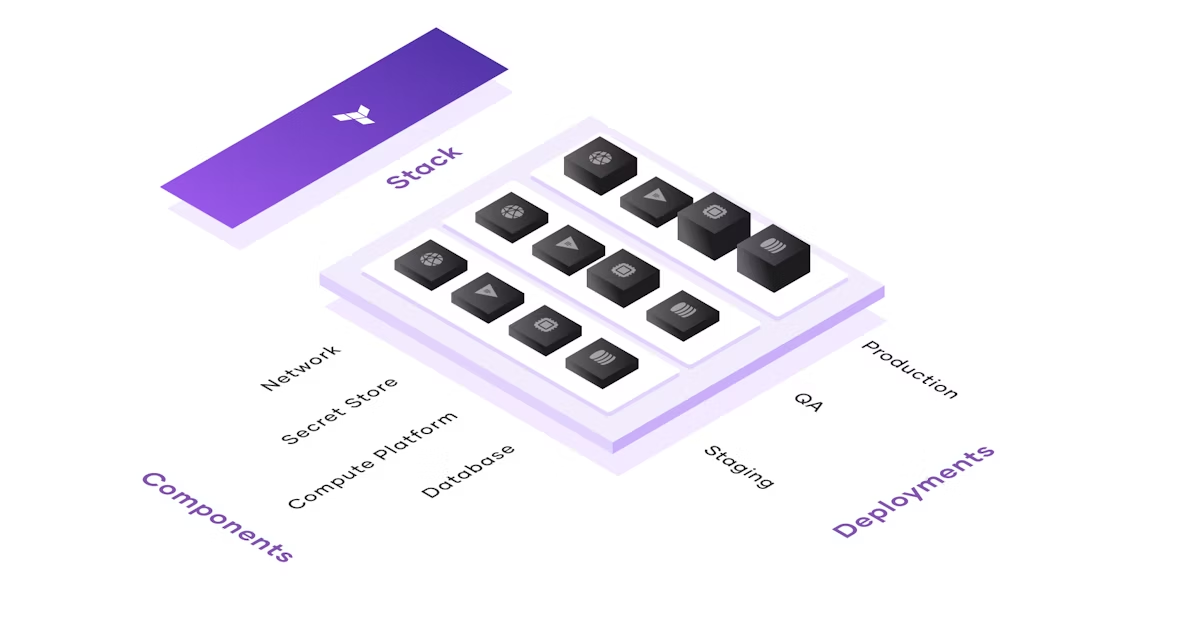 Stack
Network
Secret Store
Compute Platform
Database
Components
Production
QA
Staging
Deployments